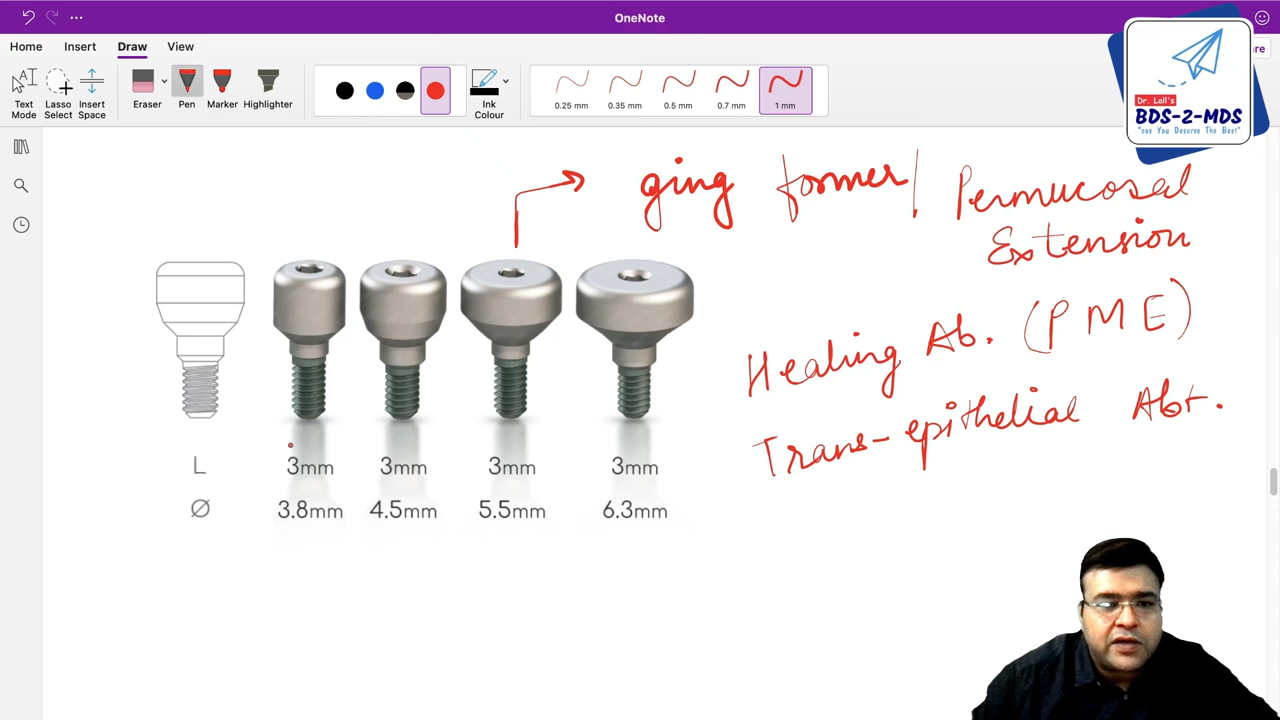 OneNote
Home Insert Draw View
Text Mode
Lasso Select
Insert Space
Eraser
Pen
Marker
Highlighter
Ink Colour
0.25 mm 0.35 mm 0.5 mm 0.7 mm 1 mm
Dr. Lall's
BDS-2-MDS
"cos You Deserve The Best"
ging former/ Permucosal
Extension
Healing Ab. (PME)
Trans-epithelial Abt.
L 3mm 3mm 3mm 3mm
Ø 3.8mm 4.5mm 5.5mm 6.3mm